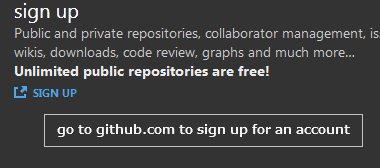 sign up
Public and private repositories, collaborator management, is
wikis, downloads, code review, graphs and much more...
Unlimited public repositories are free!
SIGN UP
go to github.com to sign up for an account